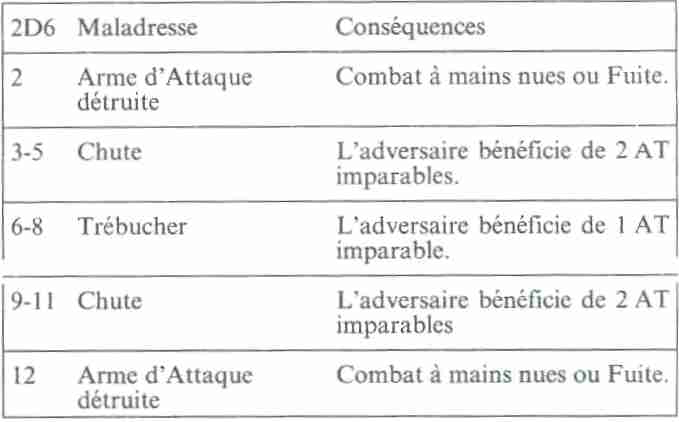 2D6 Maladresse Conséquences
2 Arme d'Attaque Combat à mains nues ou Fuite.
détruite
3-5 Chute L'adversaire bénéficie de 2 AT
imparables.
6-8 Trébucher L'adversaire bénéficie de 1 AT
imparable.
9-11 Chute L'adversaire bénéficie de 2 AT
imparables
12 Arme d'Attaque Combat à mains nues ou Fuite.
détruite